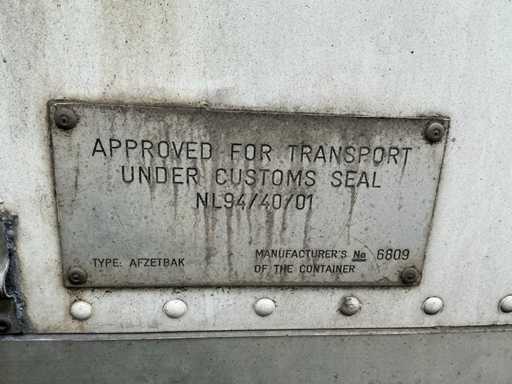 APPROVED FOR TRANSPORT
UNDER CUSTOMS SEAL
NL94/40/01
TYPE: AFZETBAK
MANUFACTURER'S No 6809
OF THE CONTAINER